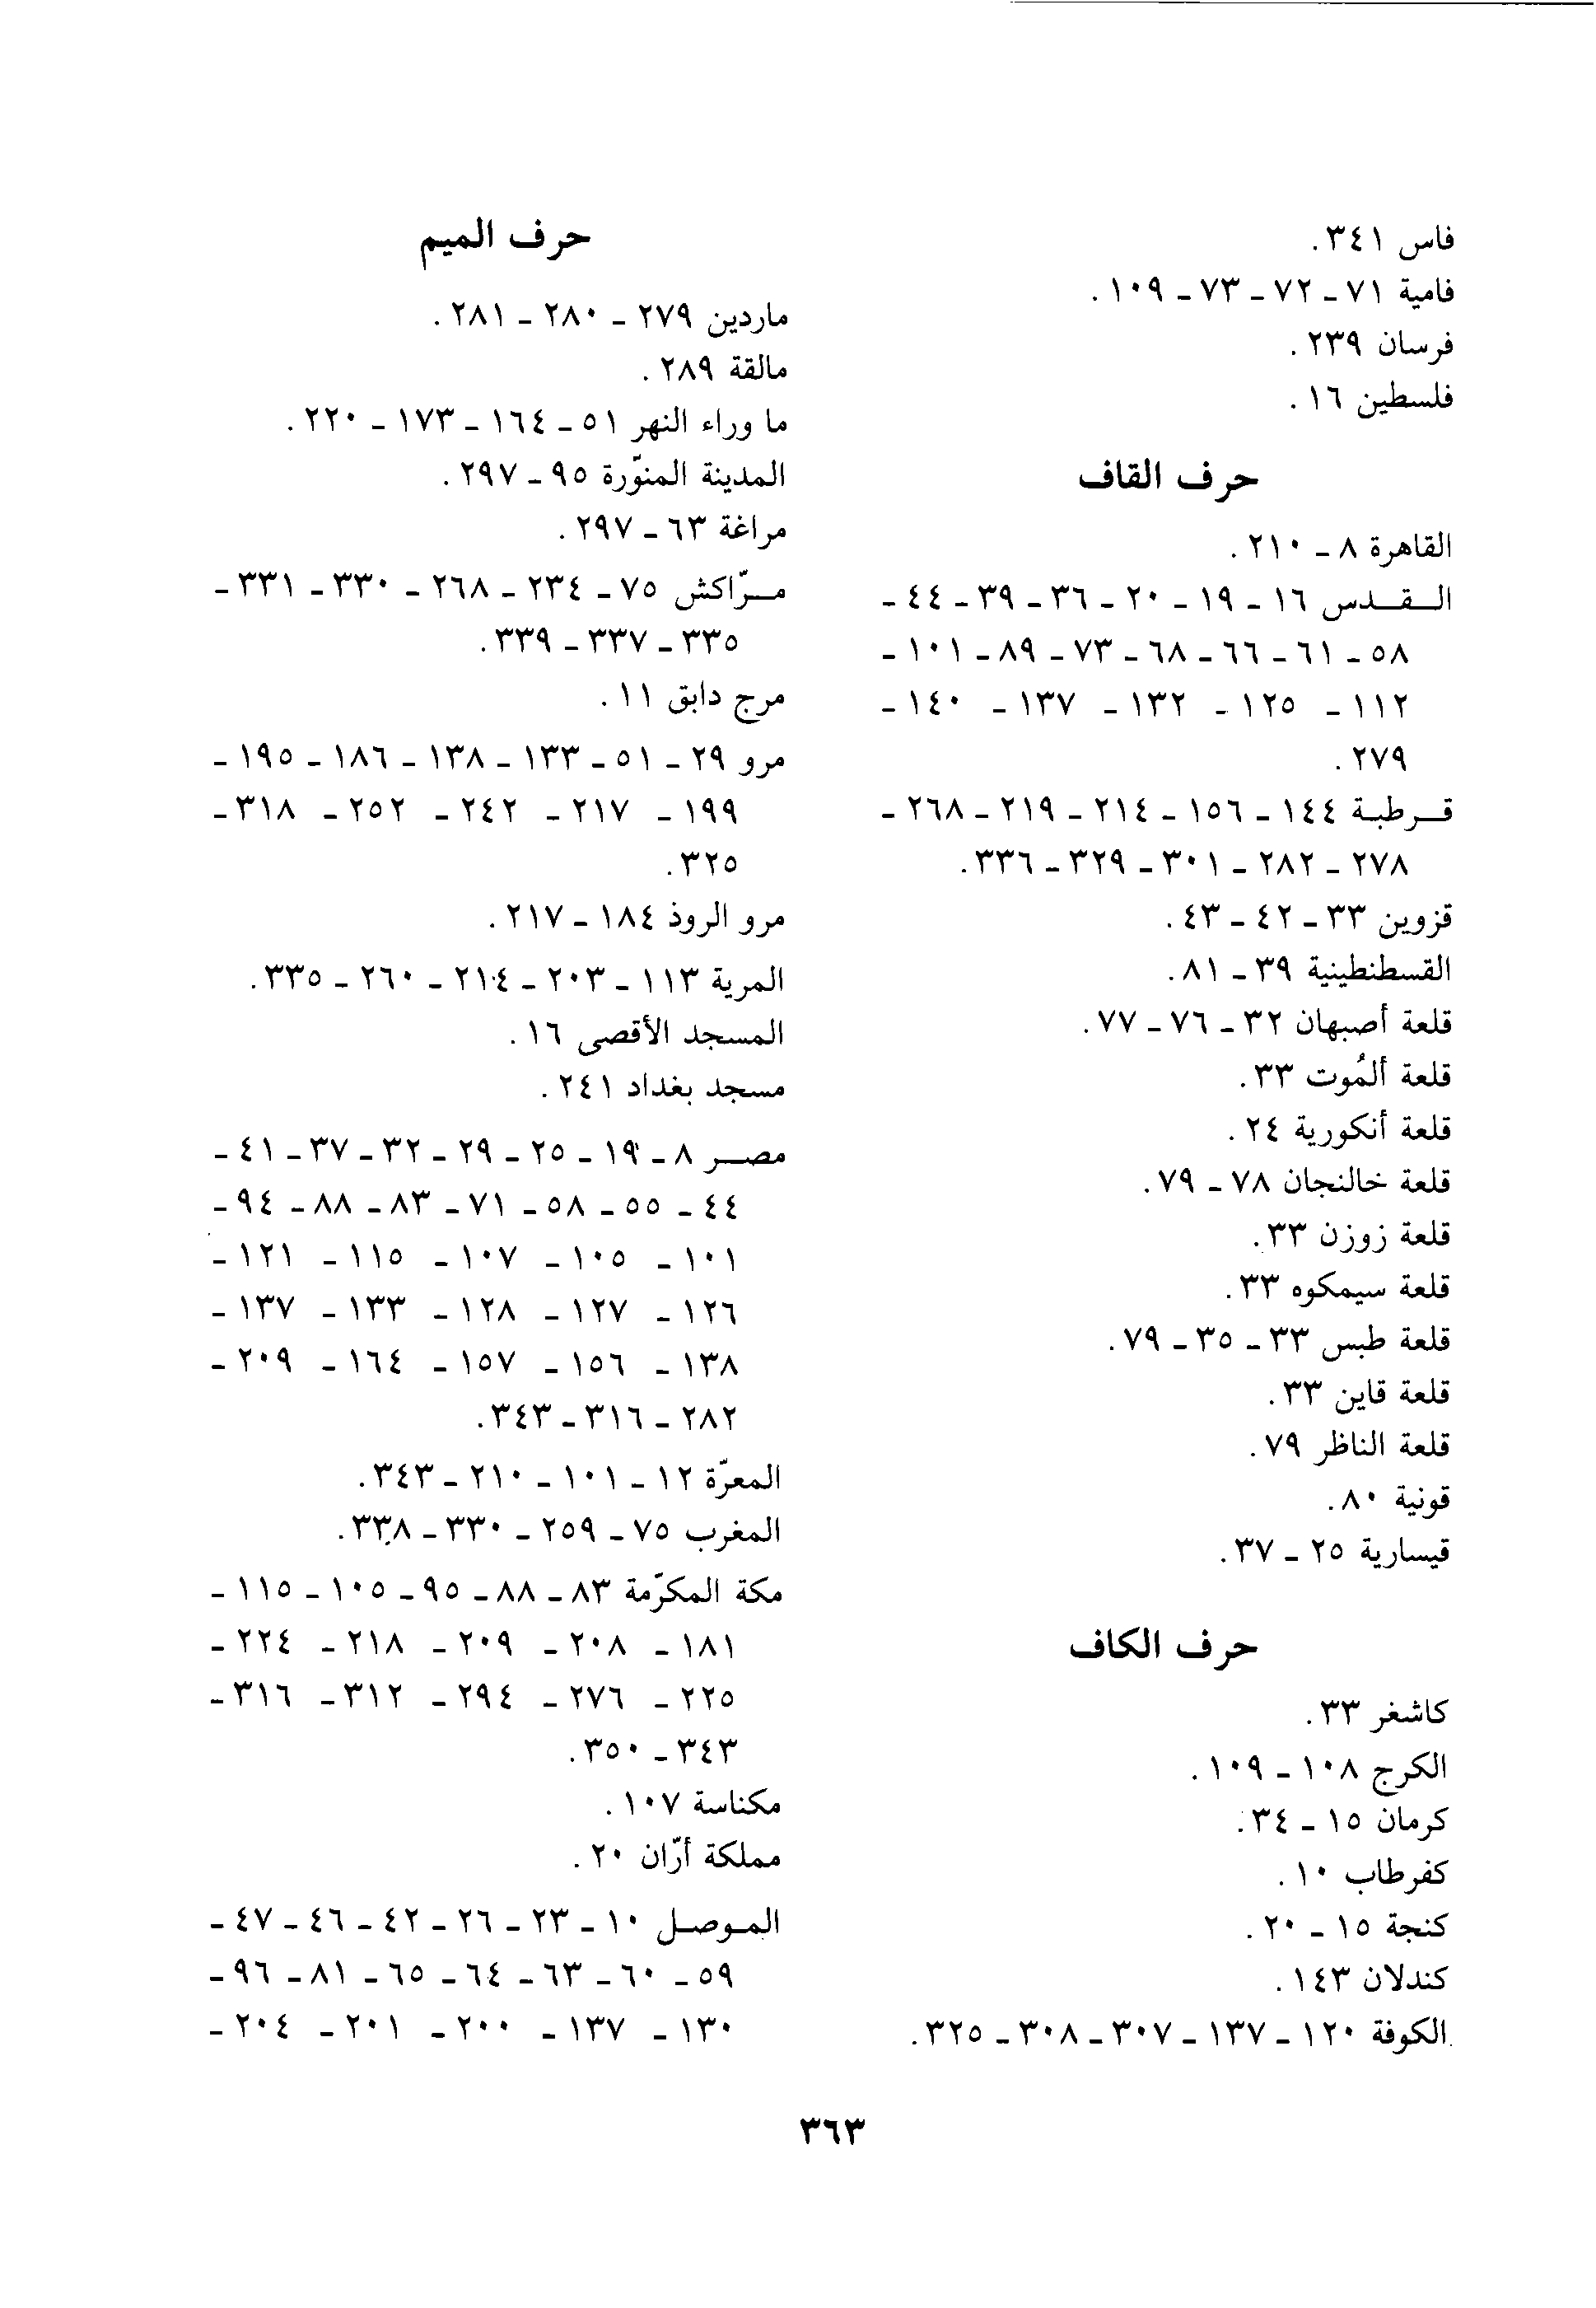 فاس ٣٤١.
فامية ٧١ ـ ٧٢ ـ ٧٣ ـ ١٠٩.
فرسان ٢٣٩.
فلسطين ١٦.
حرف القاف
القاهرة ٨ ـ ٢١٠.
الـقـدس ١٦ ـ ١٩ ـ ٢٠ ـ ٣٦ ـ ٣٩ ـ ٤٤ ـ
٥٨ ـ ٦١ ـ ٦٦ ـ ٦٨ ـ ٧٣ ـ ٨٩ ـ ١٠١ ـ
١١٢ ـ ١٢٥ ـ ١٣٢ ـ ١٣٧ ـ ١٤٠ ـ
٢٧٩.
قـرطبـة ١٤٤ ـ ١٥٦ ـ ٢١٤ ـ ٢١٩ ـ ٢٦٨ ـ
٢٧٨ ـ ٢٨٢ ـ ٣٠١ ـ ٣٢٩ ـ ٣٣٦.
قزوين ٣٣ ـ ٤٢ ـ ٤٣.
القسطنطينية ٣٩ ـ ٨١.
قلعة أصبهان ٣٢ ـ ٧٦ ـ ٧٧.
قلعة ألمُوت ٣٣.
قلعة أنكورية ٢٤.
قلعة خالنجان ٧٨ ـ ٧٩.
قلعة زوزن ٣٣.
قلعة سيمكوه ٣٣.
قلعة طبس ٣٣ ـ ٣٥ ـ ٧٩.
قلعة قاين ٣٣.
قلعة الناظر ٧٩.
قونية ٨٠.
قيسارية ٢٥ ـ ٣٧.
حرف الكاف
كاشغر ٣٣.
الكرج ١٠٨ ـ ١٠٩.
كرمان ١٥ ـ ٣٤.
كفرطاب ١٠.
كنجة ١٥ ـ ٢٠.
كندلان ١٤٣.
الكوفة ١٢٠ ـ ١٣٧ ـ ٣٠٧ ـ ٣٠٨ ـ ٣٢٥.
حرف الميم
ماردين ٢٧٩ ـ ٢٨٠ ـ ٢٨١.
مالقة ٢٨٩.
ما وراء النهر ٥١ ـ ١٦٤ ـ ١٧٣ ـ ٢٢٠.
المدينة المنوّرة ٩٥ ـ ٢٩٧.
مراغة ٦٣ ـ ٢٩٧.
مـرّاكش ٧٥ ـ ٢٣٤ ـ ٢٦٨ ـ ٣٣٠ ـ ٣٣١ ـ
٣٣٥ ـ ٣٣٧ ـ ٣٣٩.
مرج دابق ١١.
مرو ٢٩ ـ ٥١ ـ ١٣٣ ـ ١٣٨ ـ ١٨٦ ـ ١٩٥ ـ
١٩٩ ـ ٢١٧ ـ ٢٤٢ ـ ٢٥٢ ـ ٣١٨ ـ
٣٢٥.
مرو الروذ ١٨٤ ـ ٢١٧.
المرية ١١٣ ـ ٢٠٣ ـ ٢١٤ ـ ٢٦٠ ـ ٣٣٥.
المسجد الأقصى ١٦.
مسجد بغداد ٢٤١.
مصـر ٨ ـ ١٩ ـ ٢٥ ـ ٢٩ ـ ٣٢ ـ ٣٧ ـ ٤١ ـ
٤٤ ـ ٥٥ ـ ٥٨ ـ ٧١ ـ ٨٣ ـ ٨٨ ـ ٩٤ ـ
١٠١ ـ ١٠٥ ـ ١٠٧ ـ ١١٥ ـ ١٢١ ـ
١٢٦ ـ ١٢٧ ـ ١٢٨ ـ ١٣٣ ـ ١٣٧ ـ
١٣٨ ـ ١٥٦ ـ ١٥٧ ـ ١٦٤ ـ ٢٠٩ ـ
٢٨٢ ـ ٣١٦ ـ ٣٤٣.
المعرّة ١٢ ـ ١٠١ ـ ٢١٠ ـ ٣٤٣.
المغرب ٧٥ ـ ٢٥٩ ـ ٣٣٠ ـ ٣٣٨.
مكة المكرّمة ٨٣ ـ ٨٨ ـ ٩٥ ـ ١٠٥ ـ ١١٥ ـ
١٨١ ـ ٢٠٨ ـ ٢٠٩ ـ ٢١٨ ـ ٢٢٤ ـ
٢٢٥ ـ ٢٧٦ ـ ٢٩٤ ـ ٣١٢ ـ ٣١٦ ـ
٣٤٣ ـ ٣٥٠.
مكناسة ١٠٧.
مملكة أرّان ٢٠.
المـوصـل ١٠ ـ ٢٣ ـ ٢٦ ـ ٤٢ ـ ٤٦ ـ ٤٧ ـ
٥٩ ـ ٦٠ ـ ٦٣ ـ ٦٤ ـ ٦٥ ـ ٨١ ـ ٩٦ ـ
١٣٠ ـ ١٣٧ ـ ٢٠٠ ـ ٢٠١ ـ ٢٠٤ ـ
٣٦٣